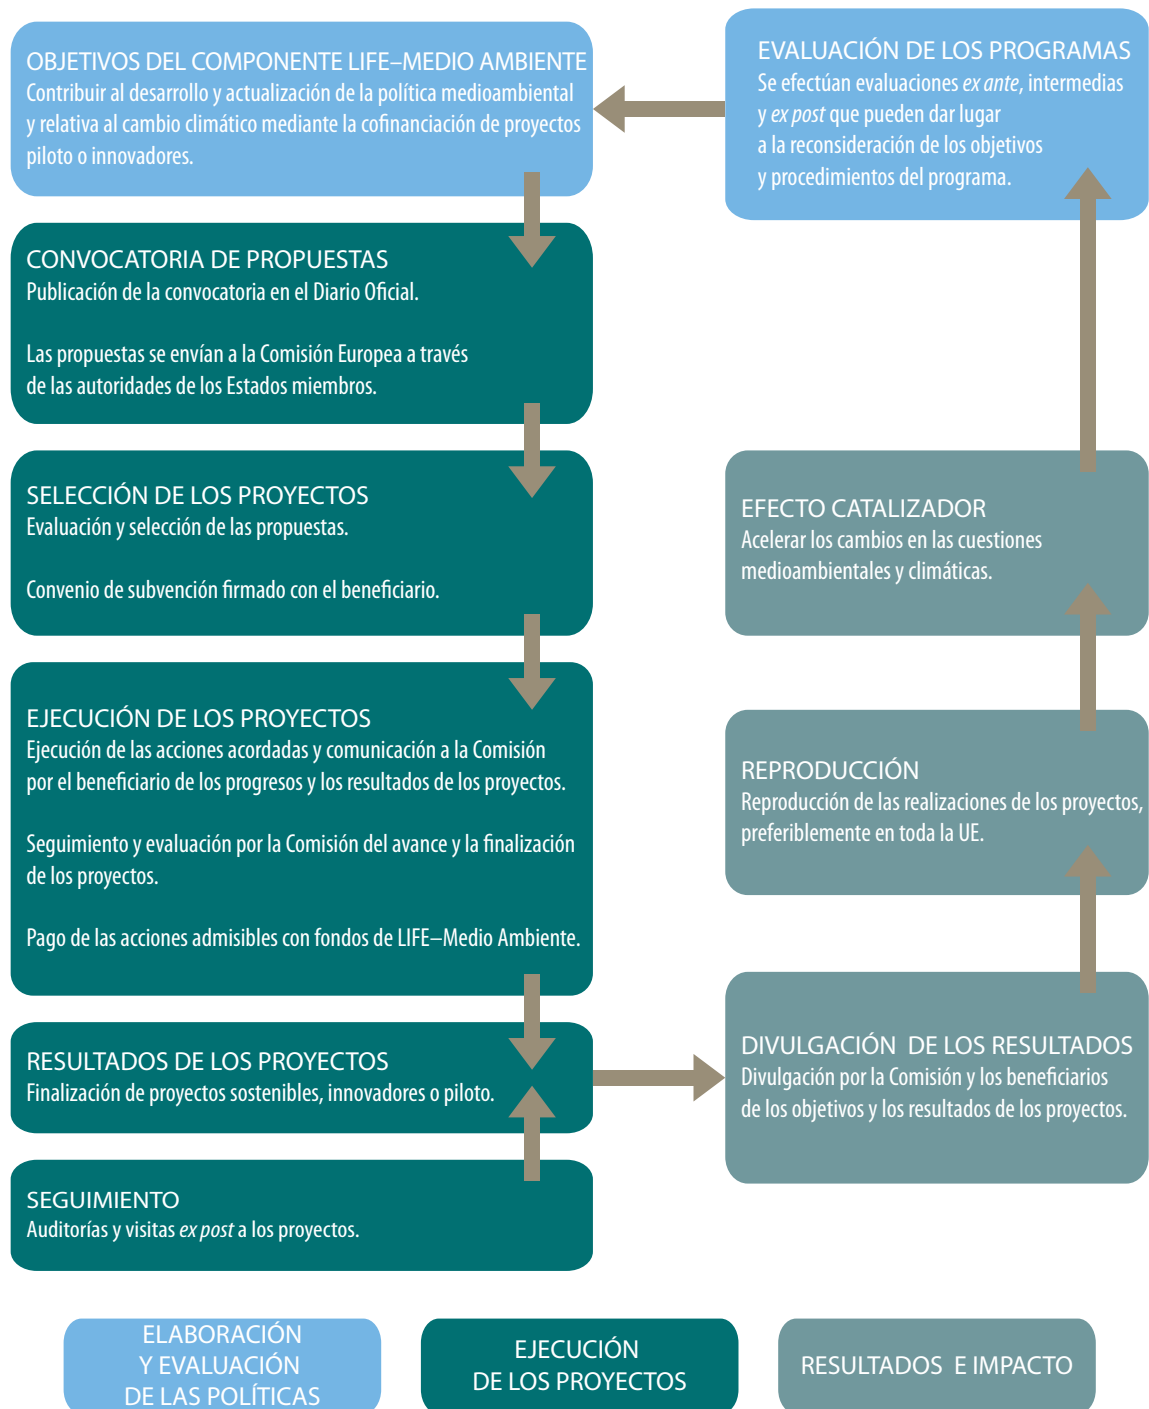 OBJETIVOS DEL COMPONENTE LIFE–MEDIO AMBIENTE
Contribuir al desarrollo y actualización de la política medioambiental
y relativa al cambio climático mediante la cofinanciación de proyectos
piloto o innovadores.
CONVOCATORIA DE PROPUESTAS
Publicación de la convocatoria en el Diario Oficial.
Las propuestas se envían a la Comisión Europea a través
de las autoridades de los Estados miembros.
SELECCIÓN DE LOS PROYECTOS
Evaluación y selección de las propuestas.
Convenio de subvención firmado con el beneficiario.
EJECUCIÓN DE LOS PROYECTOS
Ejecución de las acciones acordadas y comunicación a la Comisión
por el beneficiario de los progresos y los resultados de los proyectos.
Seguimiento y evaluación por la Comisión del avance y la finalización
de los proyectos.
Pago de las acciones admisibles con fondos de LIFE–Medio Ambiente.
RESULTADOS DE LOS PROYECTOS
Finalización de proyectos sostenibles, innovadores o piloto.
SEGUIMIENTO
Auditorías y visitas ex post a los proyectos.
EVALUACIÓN DE LOS PROGRAMAS
Se efectúan evaluaciones ex ante, intermedias
y ex post que pueden dar lugar
a la reconsideración de los objetivos
y procedimientos del programa.
EFECTO CATALIZADOR
Acelerar los cambios en las cuestiones
medioambientales y climáticas.
REPRODUCCIÓN
Reproducción de las realizaciones de los proyectos,
preferiblemente en toda la UE.
DIVULGACIÓN DE LOS RESULTADOS
Divulgación por la Comisión y los beneficiarios
de los objetivos y los resultados de los proyectos.
ELABORACIÓN
Y EVALUACIÓN
DE LAS POLÍTICAS
EJECUCIÓN
DE LOS PROYECTOS
RESULTADOS E IMPACTO